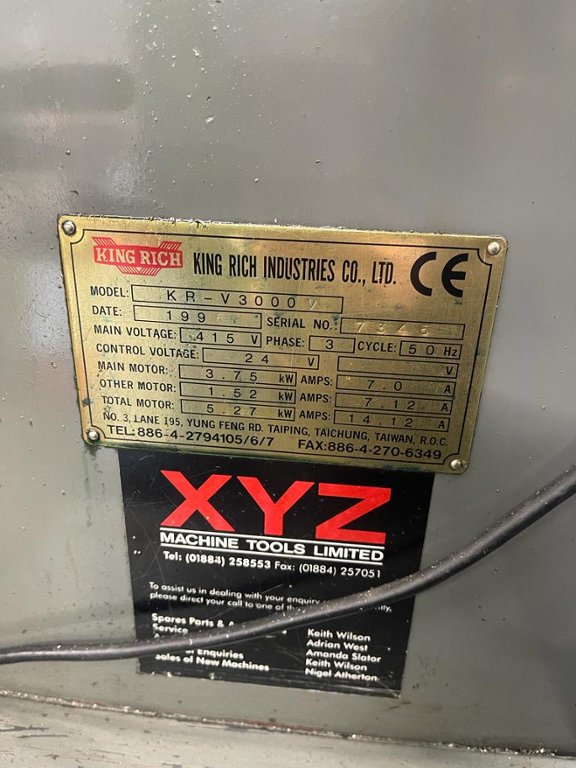 KING RICH
KING RICH INDUSTRIES CO., LTD. CE
MODEL: KR-V3000
DATE: 199 SERIAL NO.: 7346
MAIN VOLTAGE: 415 V PHASE: 3 CYCLE: 50 Hz
CONTROL VOLTAGE: 24 V V
MAIN MOTOR: 3.75 kW AMPS: 7.0 A
OTHER MOTOR: 1.52 kW AMPS: 7.12 A
TOTAL MOTOR: 5.27 kW AMPS: 14.12 A
NO. 3, LANE 195, YUNG FENG RD. TAIPING, TAICHUNG, TAIWAN, R.O.C.
TEL:886-4-2794105/6/7 FAX:886-4-270-6349
XYZ
MACHINE TOOLS LIMITED
Tel: (01884) 258553 Fax: (01884) 257051
To assist us in dealing with your enquiry
please direct your call to one of
Spares Parts & Keith Wilson
Service Adrian West
Amanda Slator
Enquiries Keith Wilson
Sales of New Machines Nigel Atherton